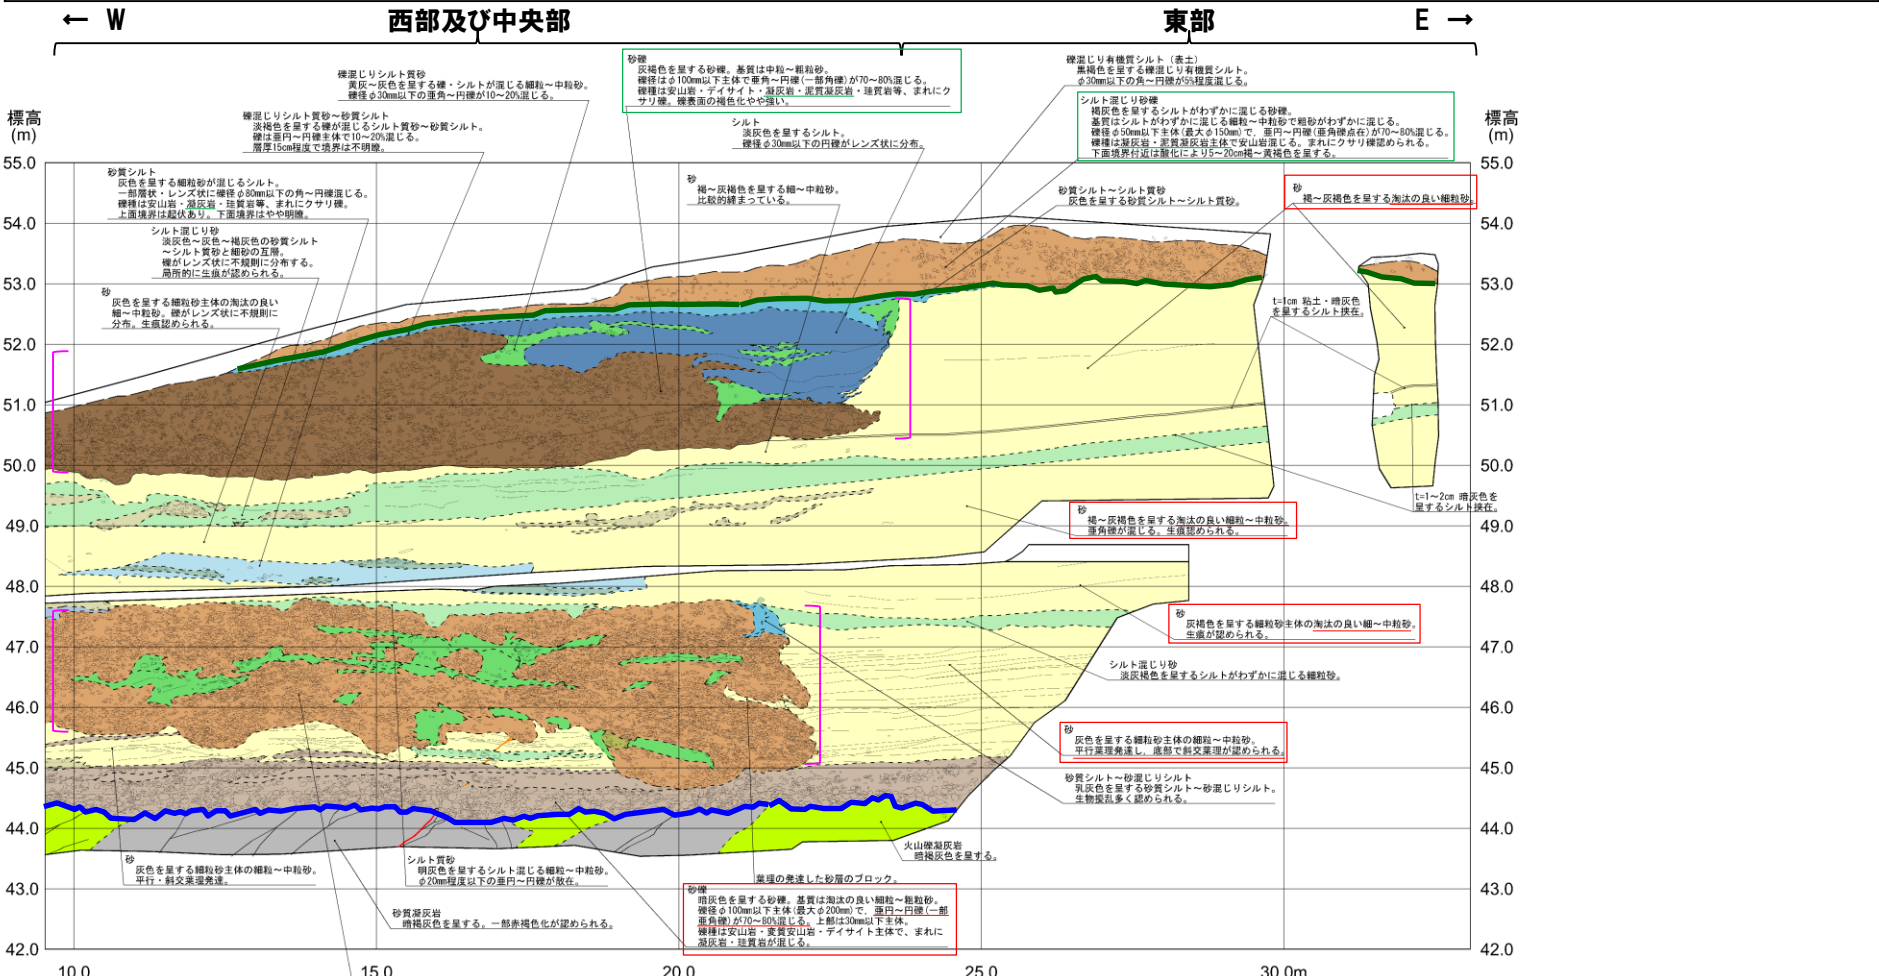 ← W
西部及び中央部
東部
E →
標高
(m)
標高
(m)
砂礫
灰褐色を呈する砂礫。基質は中粒~粗粒砂。
礫径はφ100mm以下主体で亜角~円礫(一部角礫)が70~80%混じる。
礫種は安山岩・デイサイト・凝灰岩・泥質凝灰岩・珪質岩等、まれにク
サリ礫。礫表面の褐色化やや強い。
礫混じり有機質シルト(表土)
黒褐色を呈する礫混じり有機質シルト。
φ30mm以下の角~円礫が5%程度混じる。
礫混じりシルト質砂
黄灰~灰色を呈する礫・シルトが混じる細粒~中粒砂。
礫径φ30mm以下の亜角~円礫が10~20%混じる。
シルト混じり砂礫
褐灰色を呈するシルトがわずかに混じる砂礫。
基質はシルトがわずかに混じる細粒~中粒砂で粗砂がわずかに混じる。
礫径φ50mm以下主体(最大φ150mm)で、亜円~円礫(亜角礫点在)が70~80%混じる。
礫種は凝灰岩・泥質凝灰岩主体で安山岩混じる。まれにクサリ礫認められる。
下面境界付近は酸化により5~20cm褐~黄褐色を呈する。
礫混じりシルト質砂~砂質シルト
淡褐色を呈する礫が混じるシルト質砂~砂質シルト。
礫は亜円~円礫主体で10~20%混じる。
層厚15cm程度で境界は不明瞭。
シルト
淡灰色を呈するシルト。
礫径φ30mm以下の円礫がレンズ状に分布。
砂質シルト
灰色を呈する細粒砂が混じるシルト。
一部層状・レンズ状に礫径φ80mm以下の角~円礫混じる。
礫種は安山岩・凝灰岩・珪質岩等、まれにクサリ礫。
上面境界は起伏あり。下面境界はやや明瞭。
砂
褐~灰褐色を呈する細~中粒砂。
比較的締まっている。
砂質シルト~シルト質砂
灰色を呈する砂質シルト~シルト質砂。
砂
褐~灰褐色を呈する淘汰の良い細粒砂。
シルト混じり砂
淡灰色~灰色~褐灰色の砂質シルト
~シルト質砂と細砂の互層。
礫がレンズ状に不規則に分布する。
局所的に生痕が認められる。
砂
灰色を呈する細粒砂主体の淘汰の良い
細~中粒砂。礫がレンズ状に不規則に
分布。生痕認められる。
t=1cm 粘土・暗灰色
を呈するシルト挟在。
t=1~2cm 暗灰色を
呈するシルト挟在。
砂
褐~灰褐色を呈する淘汰の良い細粒~中粒砂。
亜角礫が混じる。生痕認められる。
砂
灰褐色を呈する細粒砂主体の淘汰の良い細~中粒砂。
生痕が認められる。
シルト混じり砂
淡灰褐色を呈するシルトがわずかに混じる細粒砂。
砂
灰色を呈する細粒砂主体の細粒~中粒砂。
平行葉理発達し、底部で斜交葉理が認められる。
砂質シルト~砂混じりシルト
乳灰色を呈する砂質シルト~砂混じりシルト。
生物擾乱多く認められる。
火山礫凝灰岩
暗褐灰色を呈する。
砂
灰色を呈する細粒砂主体の細粒~中粒砂。
平行・斜交葉理発達。
シルト質砂
明灰色を呈するシルト混じる細粒~中粒砂。
φ20mm程度以下の亜円~円礫が散在。
葉理の発達した砂層のブロック。
砂質凝灰岩
暗褐灰色を呈する。一部赤褐色化が認められる。
砂礫
暗灰色を呈する砂礫。基質は淘汰の良い細粒~粗粒砂。
礫径φ100mm以下主体(最大φ200mm)で、亜円~円礫(一部
亜角礫)が70~80%混じる。上部は30mm以下主体。
礫種は安山岩・変質安山岩・デイサイト主体で、まれに
凝灰岩・珪質岩が混じる。
55.0
54.0
53.0
52.0
51.0
50.0
49.0
48.0
47.0
46.0
45.0
44.0
43.0
42.0
55.0
54.0
53.0
52.0
51.0
50.0
49.0
48.0
47.0
46.0
45.0
44.0
43.0
42.0
10.0
15.0
20.0
25.0
30.0m